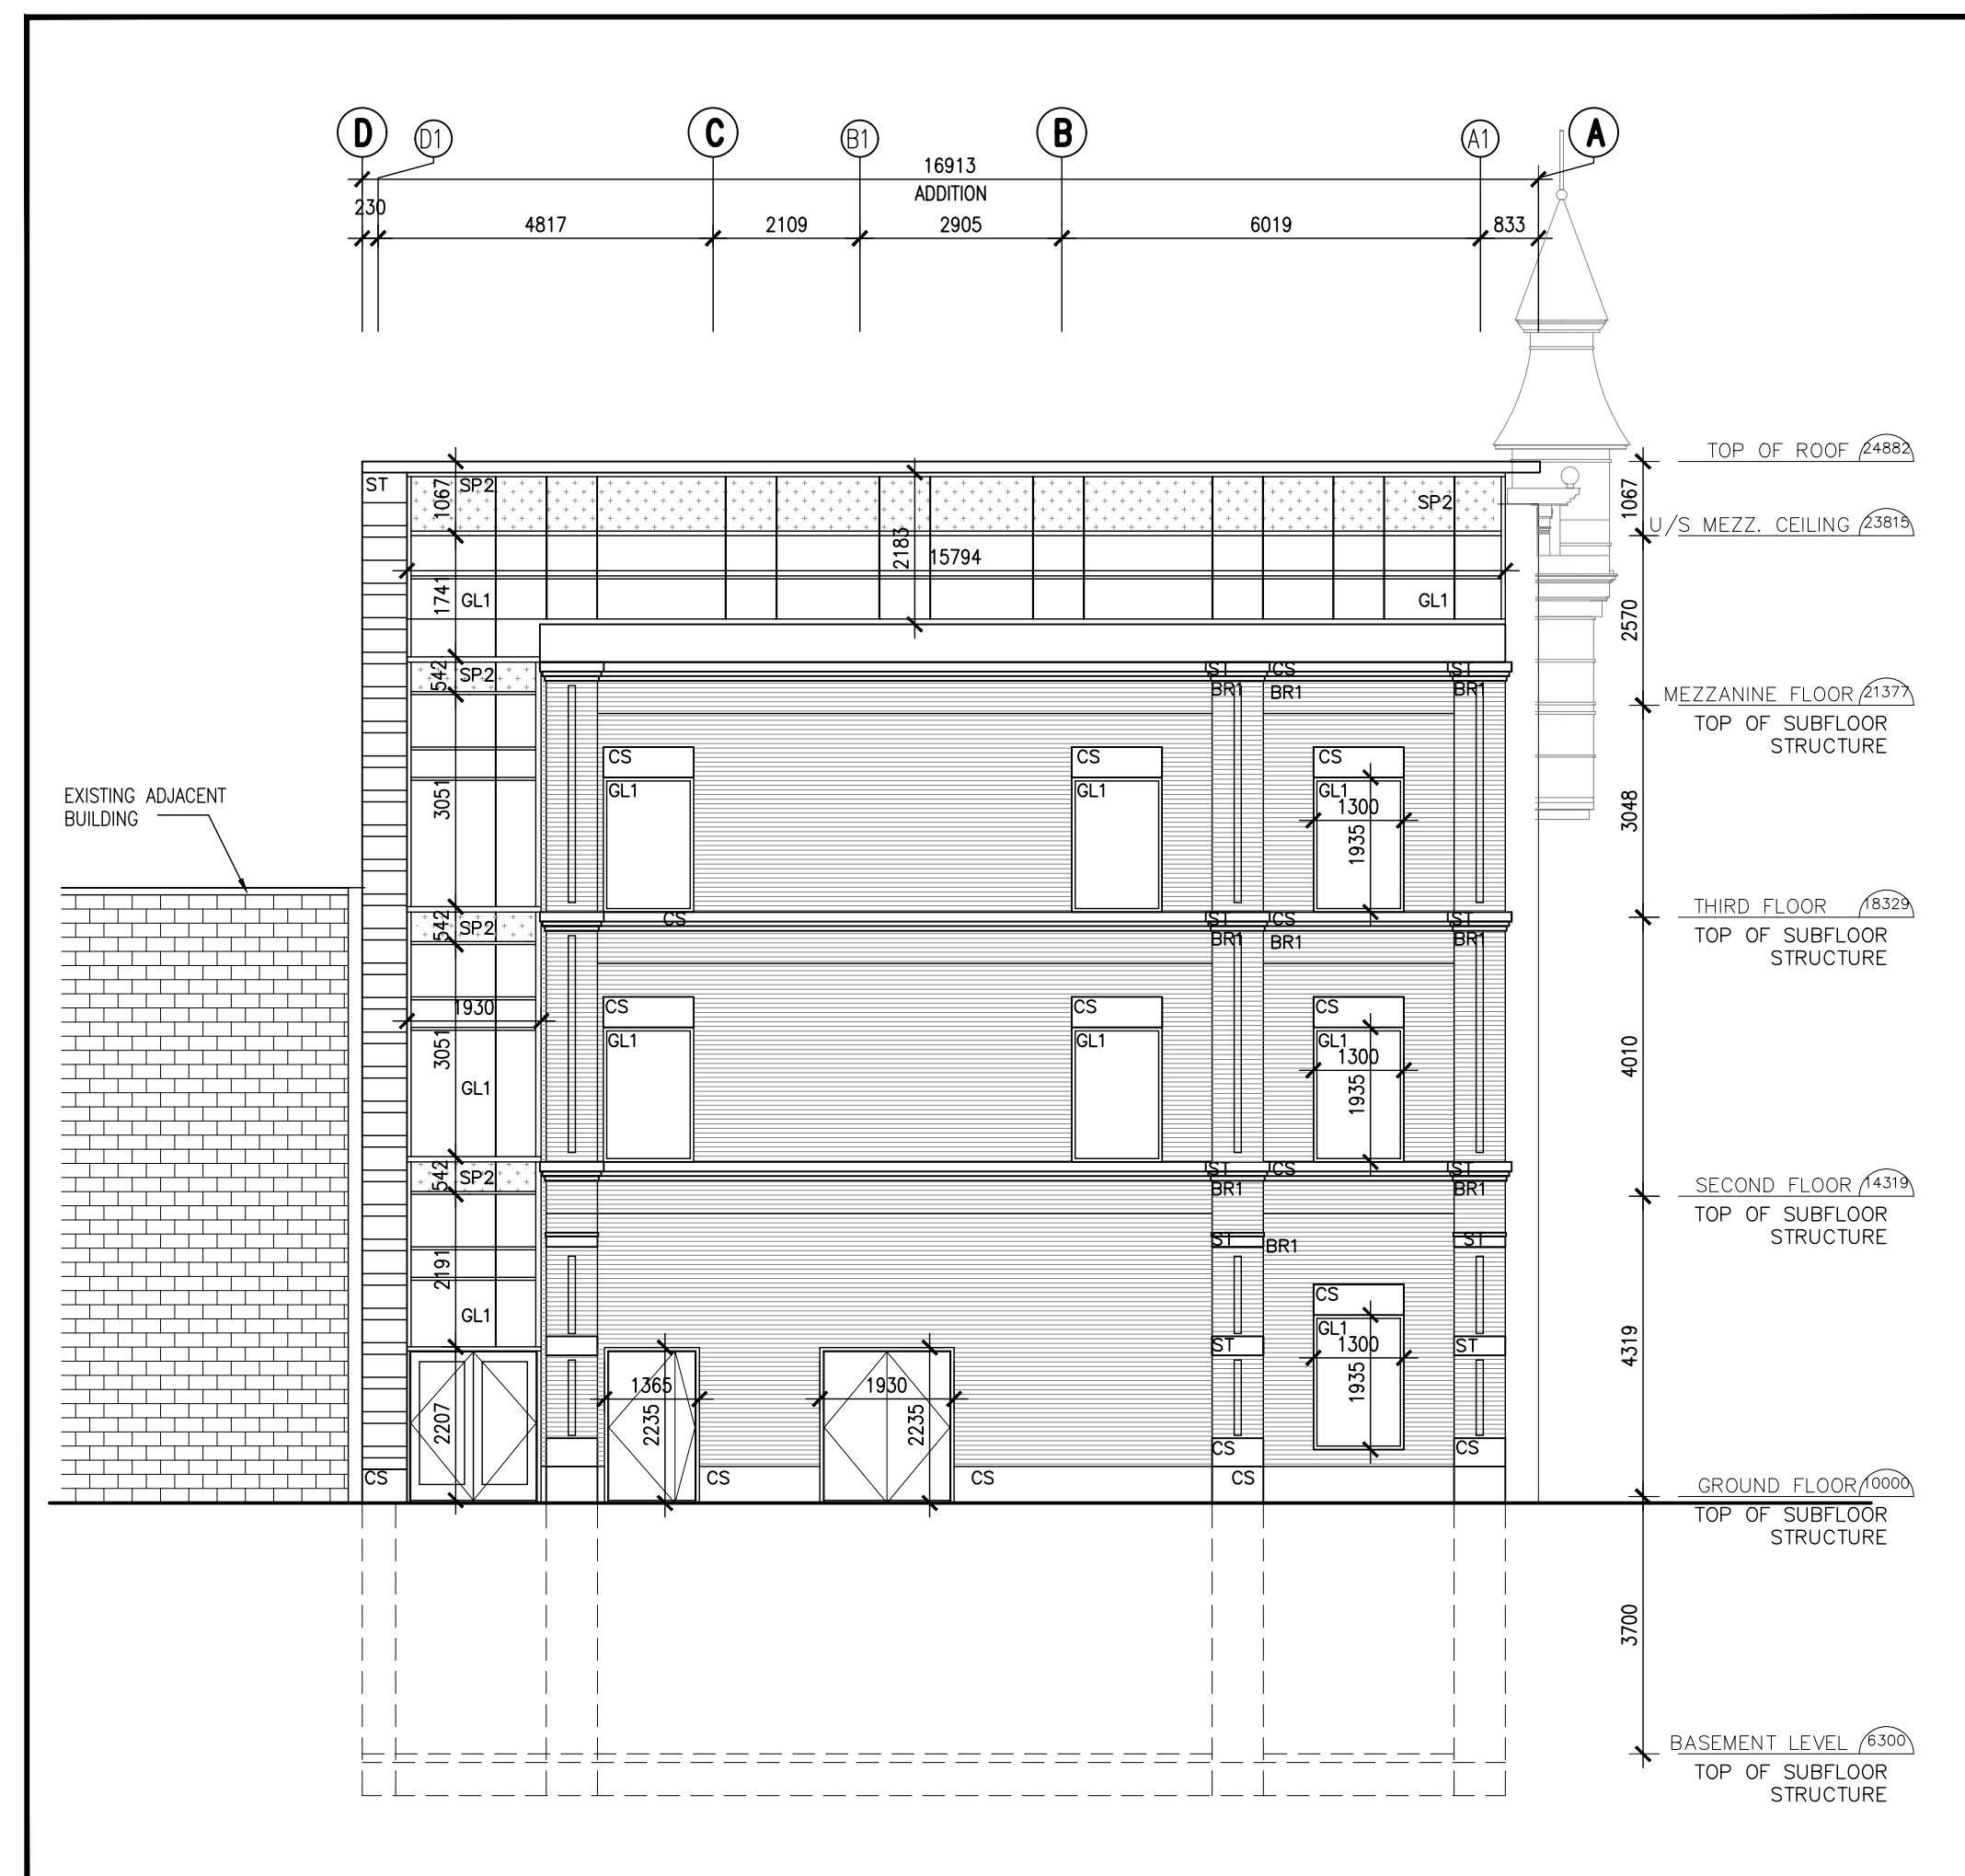 D D1 C B1 B A1 A
16913
ADDITION
230
4817 2109 2905 6019 833
TOP OF ROOF 24882
ST SP2 1067
SP2 1067
U/S MEZZ. CEILING 23815
2183 15794
1741 GL1 GL1
2570
542 SP2
ST CS ST
BR1 BR1 BR1
MEZZANINE FLOOR 21377
TOP OF SUBFLOOR
STRUCTURE
CS CS CS
GL1 GL1 GL1
EXISTING ADJACENT
BUILDING
3051 1300 1935 3048
THIRD FLOOR 18329
TOP OF SUBFLOOR
STRUCTURE
542 SP2 CS ST CS ST
BR1 BR1 BR1
1930 CS CS CS
3051 GL1 GL1 GL1
1300 1935 4010
GL1
542 SP2 ST CS ST
BR1 BR1
SECOND FLOOR 14319
TOP OF SUBFLOOR
STRUCTURE
ST BR1 ST
2191 CS
GL1 GL1
ST 1300 ST
4319
1365 1930 1935
2207 2235 2235
CS CS
CS CS CS CS
GROUND FLOOR 10000
TOP OF SUBFLOOR
STRUCTURE
3700
BASEMENT LEVEL 6300
TOP OF SUBFLOOR
STRUCTURE